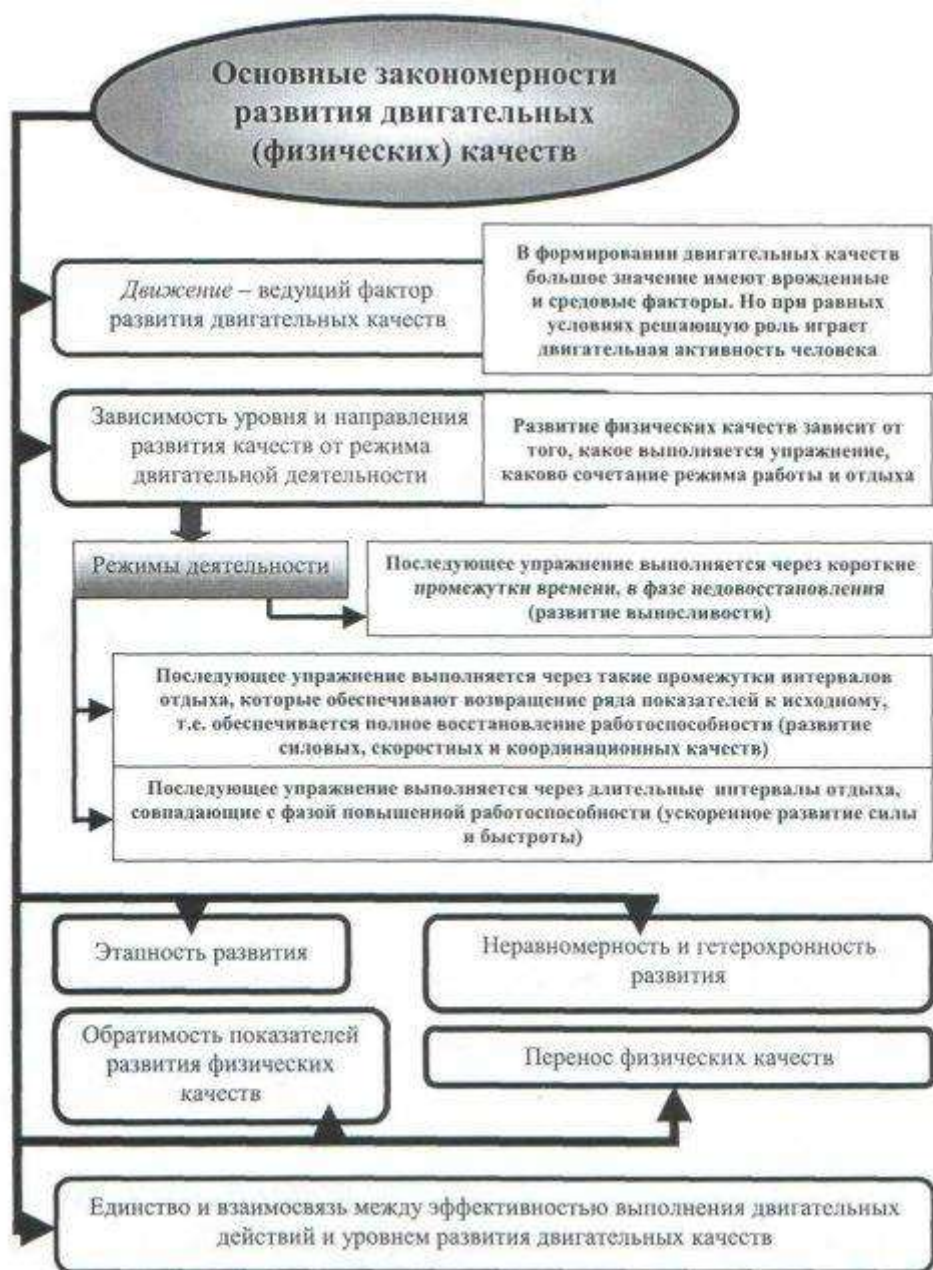 Основные закономерности
развития двигательных
(физических) качеств
Движение – ведущий фактор
развития двигательных качеств
В формировании двигательных качеств
большое значение имеют врожденные
и средовые факторы. Но при равных
условиях решающую роль играет
двигательная активность человека
Зависимость уровня и направления
развития качеств от режима
двигательной деятельности
Развитие физических качеств зависит от
того, какое выполняется упражнение,
каково сочетание режима работы и отдыха
Режимы деятельности
Последующее упражнение выполняется через короткие
промежутки времени, в фазе недовосстановления
(развитие выносливости)
Последующее упражнение выполняется через такие промежутки интервалов
отдыха, которые обеспечивают возвращение ряда показателей к исходному,
т.е. обеспечивается полное восстановление работоспособности (развитие
силовых, скоростных и координационных качеств)
Последующее упражнение выполняется через длительные интервалы отдыха,
совпадающие с фазой повышенной работоспособности (ускоренное развитие силы
и быстроты)
Этапность развития
Неравномерность и гетерохронность
развития
Обратимость показателей
развития физических
качеств
Перенос физических качеств
Единство и взаимосвязь между эффективностью выполнения двигательных
действий и уровнем развития двигательных качеств